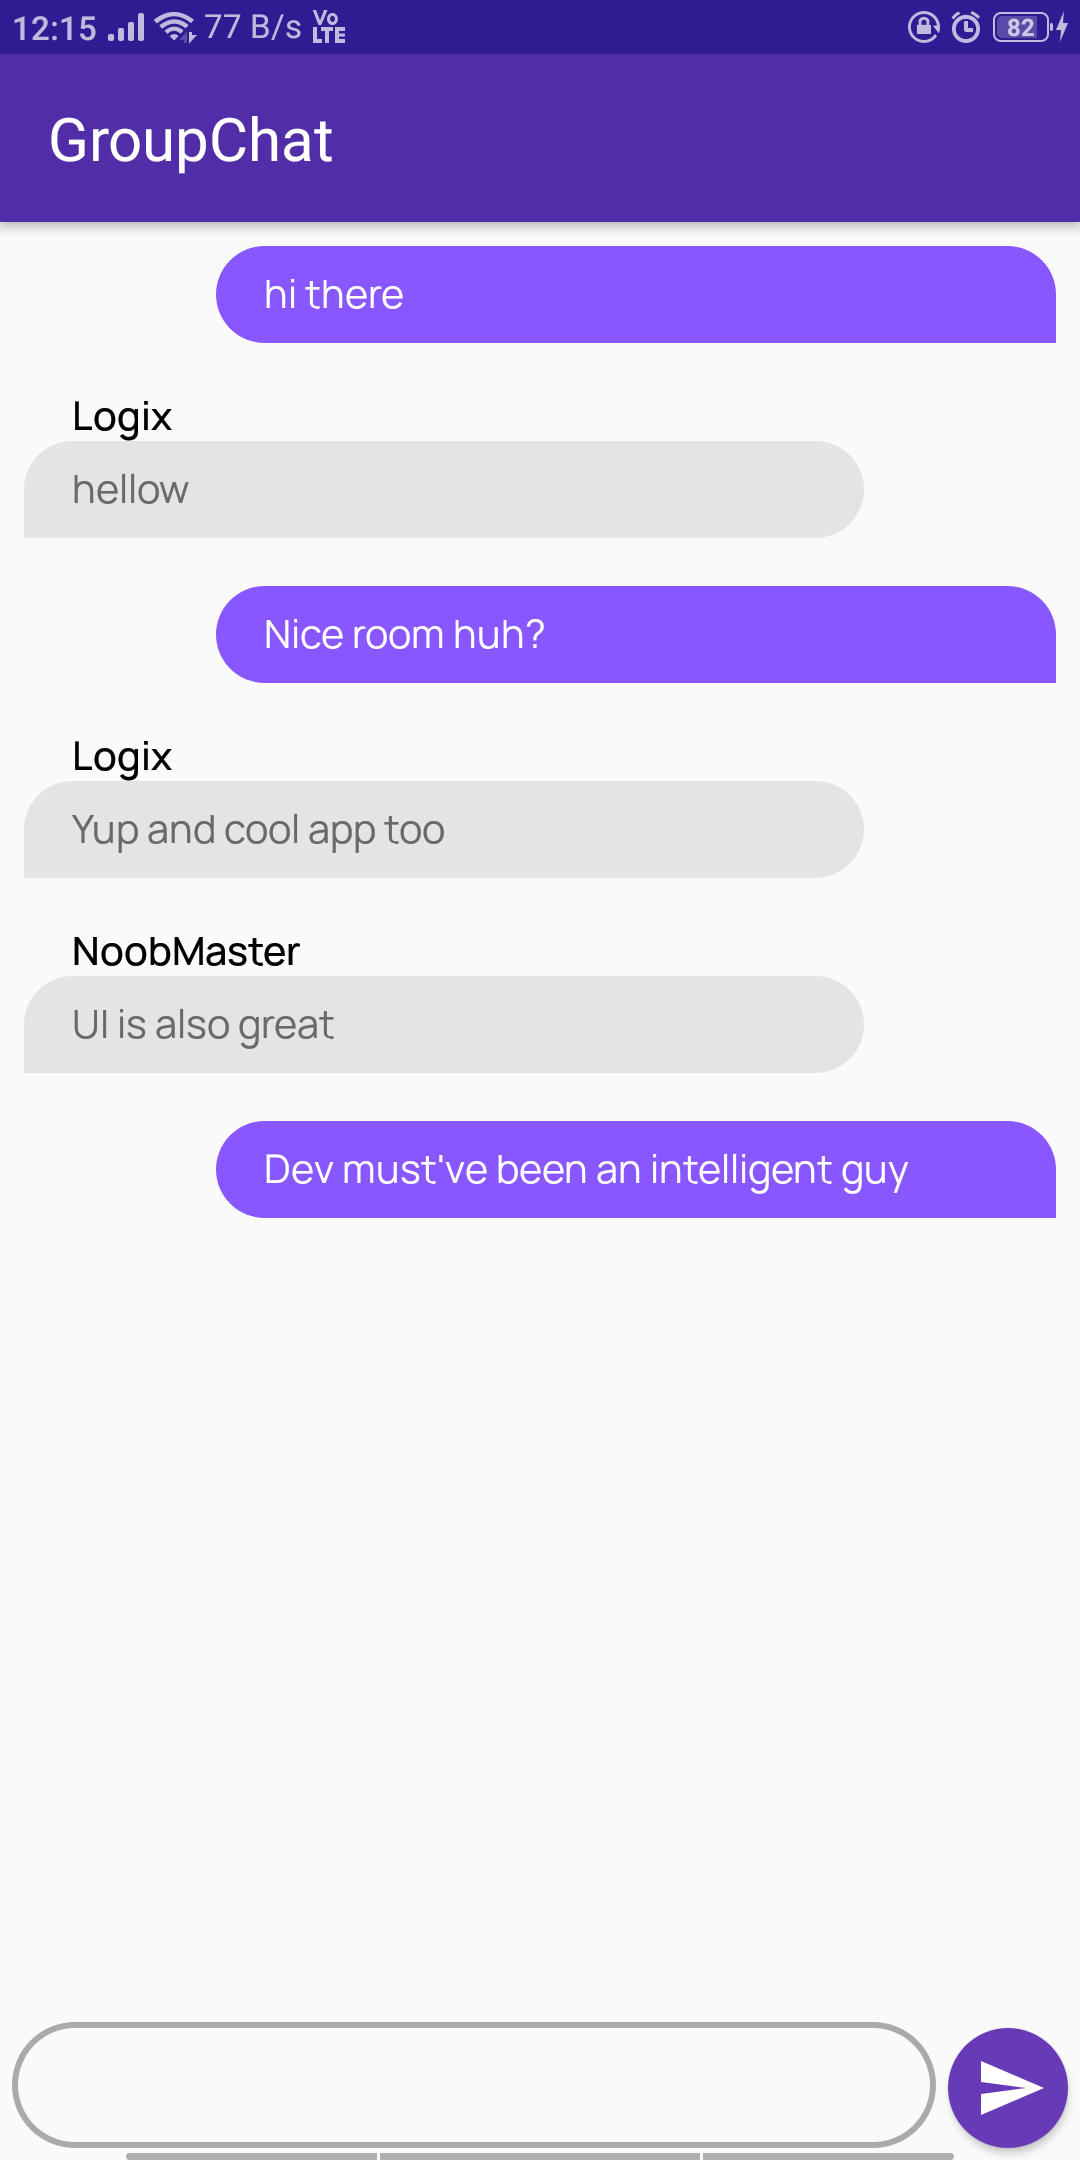 12:15 77 B/s Vo LTE 82
GroupChat
hi there
Logix
hellow
Nice room huh?
Logix
Yup and cool app too
NoobMaster
UI is also great
Dev must've been an intelligent guy